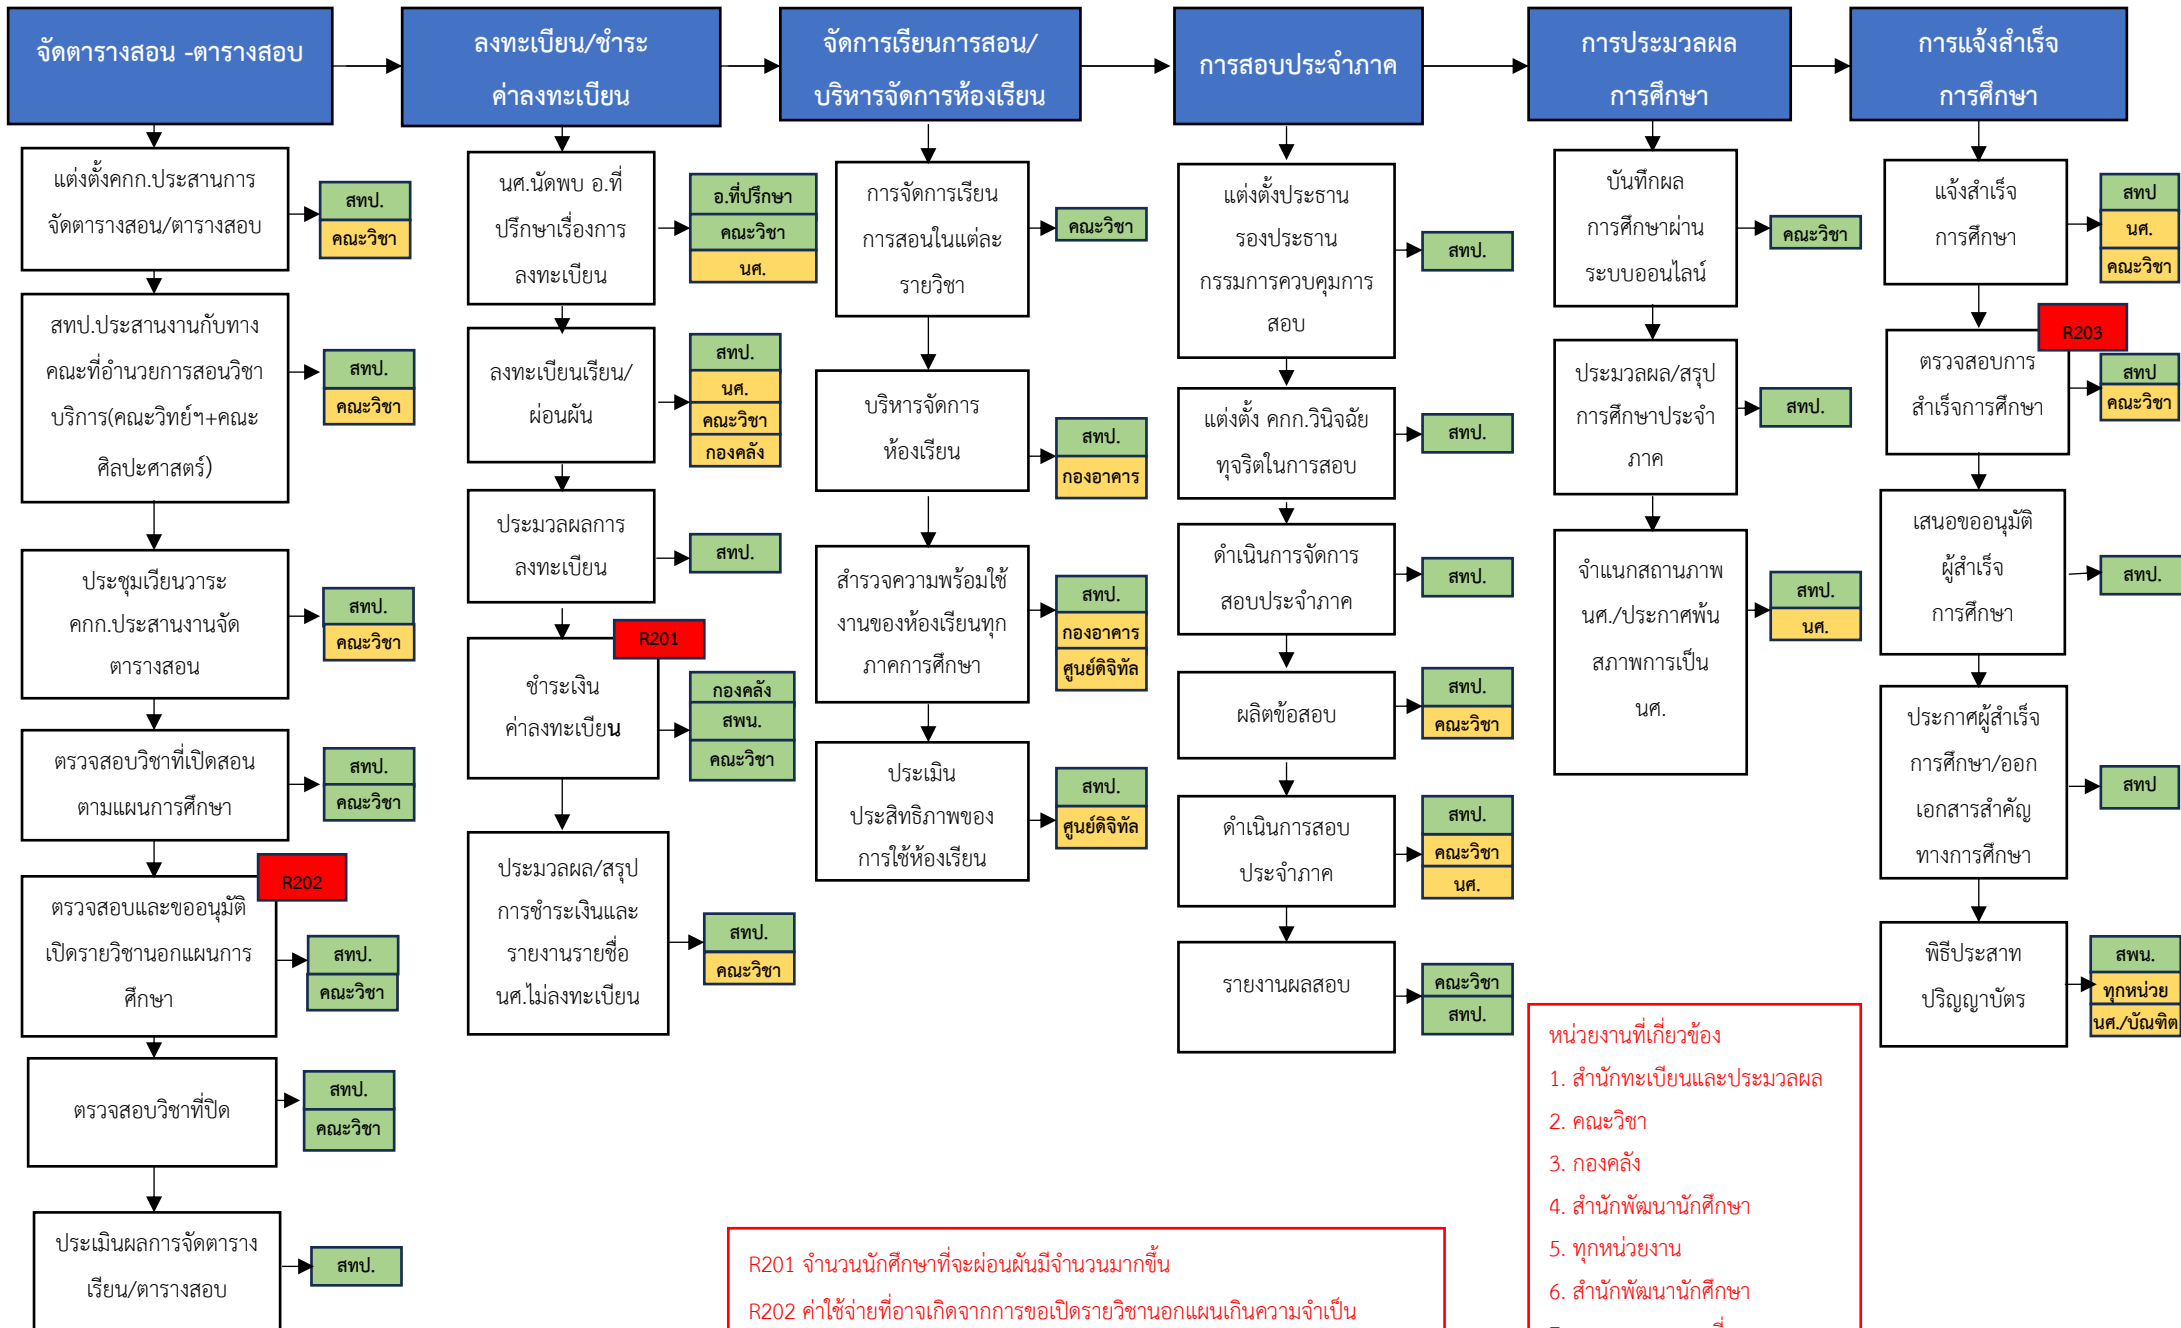 จัดตารางสอน -ตารางสอบ
ลงทะเบียน/ชำระ
ค่าลงทะเบียน
จัดการเรียนการสอน/
บริหารจัดการห้องเรียน
การสอบประจำภาค
การประมวลผล
การศึกษา
การแจ้งสำเร็จ
การศึกษา
แต่งตั้งคกก.ประสานการ
จัดตารางสอน/ตารางสอบ
สทป.
คณะวิชา
สทป.ประสานงานกับทาง
คณะที่อำนวยการสอนวิชา
บริการ(คณะวิทย์ฯ+คณะ
ศิลปะศาสตร์)
สทป.
คณะวิชา
ประชุมเวียนวาระ
คกก.ประสานงานจัด
ตารางสอน
สทป.
คณะวิชา
ตรวจสอบวิชาที่เปิดสอน
ตามแผนการศึกษา
สทป.
คณะวิชา
R202
ตรวจสอบและขออนุมัติ
เปิดรายวิชานอกแผนการ
ศึกษา
สทป.
คณะวิชา
ตรวจสอบวิชาที่ปิด
สทป.
คณะวิชา
ประเมินผลการจัดตาราง
เรียน/ตารางสอบ
สทป.
นศ.นัดพบ อ.ที่
ปรึกษาเรื่องการ
ลงทะเบียน
อ.ที่ปรึกษา
คณะวิชา
นศ.
ลงทะเบียนเรียน/
ผ่อนผัน
สทป.
นศ.
คณะวิชา
กองคลัง
ประมวลผลการ
ลงทะเบียน
สทป.
R201
ชำระเงิน
ค่าลงทะเบียน
กองคลัง
สพน.
คณะวิชา
ประมวลผล/สรุป
การชำระเงินและ
รายงานรายชื่อ
นศ.ไม่ลงทะเบียน
สทป.
คณะวิชา
การจัดการเรียน
การสอนในแต่ละ
รายวิชา
คณะวิชา
บริหารจัดการ
ห้องเรียน
สทป.
กองอาคาร
สำรวจความพร้อมใช้
งานของห้องเรียนทุก
ภาคการศึกษา
สทป.
กองอาคาร
ศูนย์ดิจิทัล
ประเมิน
ประสิทธิภาพของ
การใช้ห้องเรียน
สทป.
ศูนย์ดิจิทัล
แต่งตั้งประธาน
รองประธาน
กรรมการควบคุมการ
สอบ
สทป.
แต่งตั้ง คกก.วินิจฉัย
ทุจริตในการสอบ
สทป.
ดำเนินการจัดการ
สอบประจำภาค
สทป.
ผลิตข้อสอบ
สทป.
คณะวิชา
ดำเนินการสอบ
ประจำภาค
สทป.
คณะวิชา
นศ.
รายงานผลสอบ
คณะวิชา
สทป.
บันทึกผล
การศึกษาผ่าน
ระบบออนไลน์
คณะวิชา
ประมวลผล/สรุป
การศึกษาประจำ
ภาค
สทป.
จำแนกสถานภาพ
นศ./ประกาศพ้น
สภาพการเป็น
นศ.
สทป.
นศ.
แจ้งสำเร็จ
การศึกษา
สทป
นศ.
คณะวิชา
R203
ตรวจสอบการ
สำเร็จการศึกษา
สทป
คณะวิชา
เสนอขออนุมัติ
ผู้สำเร็จ
การศึกษา
สทป.
ประกาศผู้สำเร็จ
การศึกษา/ออก
เอกสารสำคัญ
ทางการศึกษา
สทป
พิธีประสาท
ปริญญาบัตร
สพน.
ทุกหน่วย
นศ./บัณฑิต
R201 จำนวนนักศึกษาที่จะผ่อนผันมีจำนวนมากขึ้น
R202 ค่าใช้จ่ายที่อาจเกิดจากการขอเปิดรายวิชานอกแผนเกินความจำเป็น
หน่วยงานที่เกี่ยวข้อง
1. สำนักทะเบียนและประมวลผล
2. คณะวิชา
3. กองคลัง
4. สำนักพัฒนานักศึกษา
5. ทุกหน่วยงาน
6. สำนักพัฒนานักศึกษา